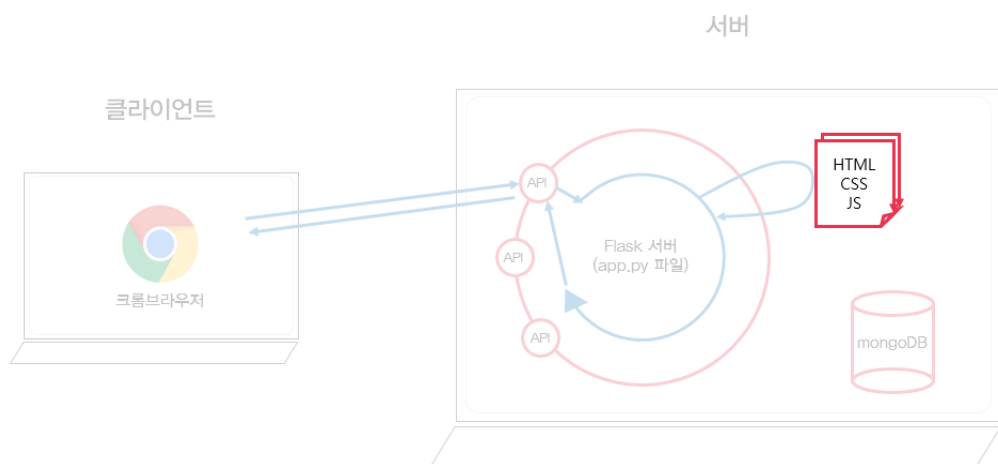 서버
클라이언트
크롬브라우저
API
API
API
Flask 서버
(app.py 파일)
HTML
CSS
JS
mongoDB